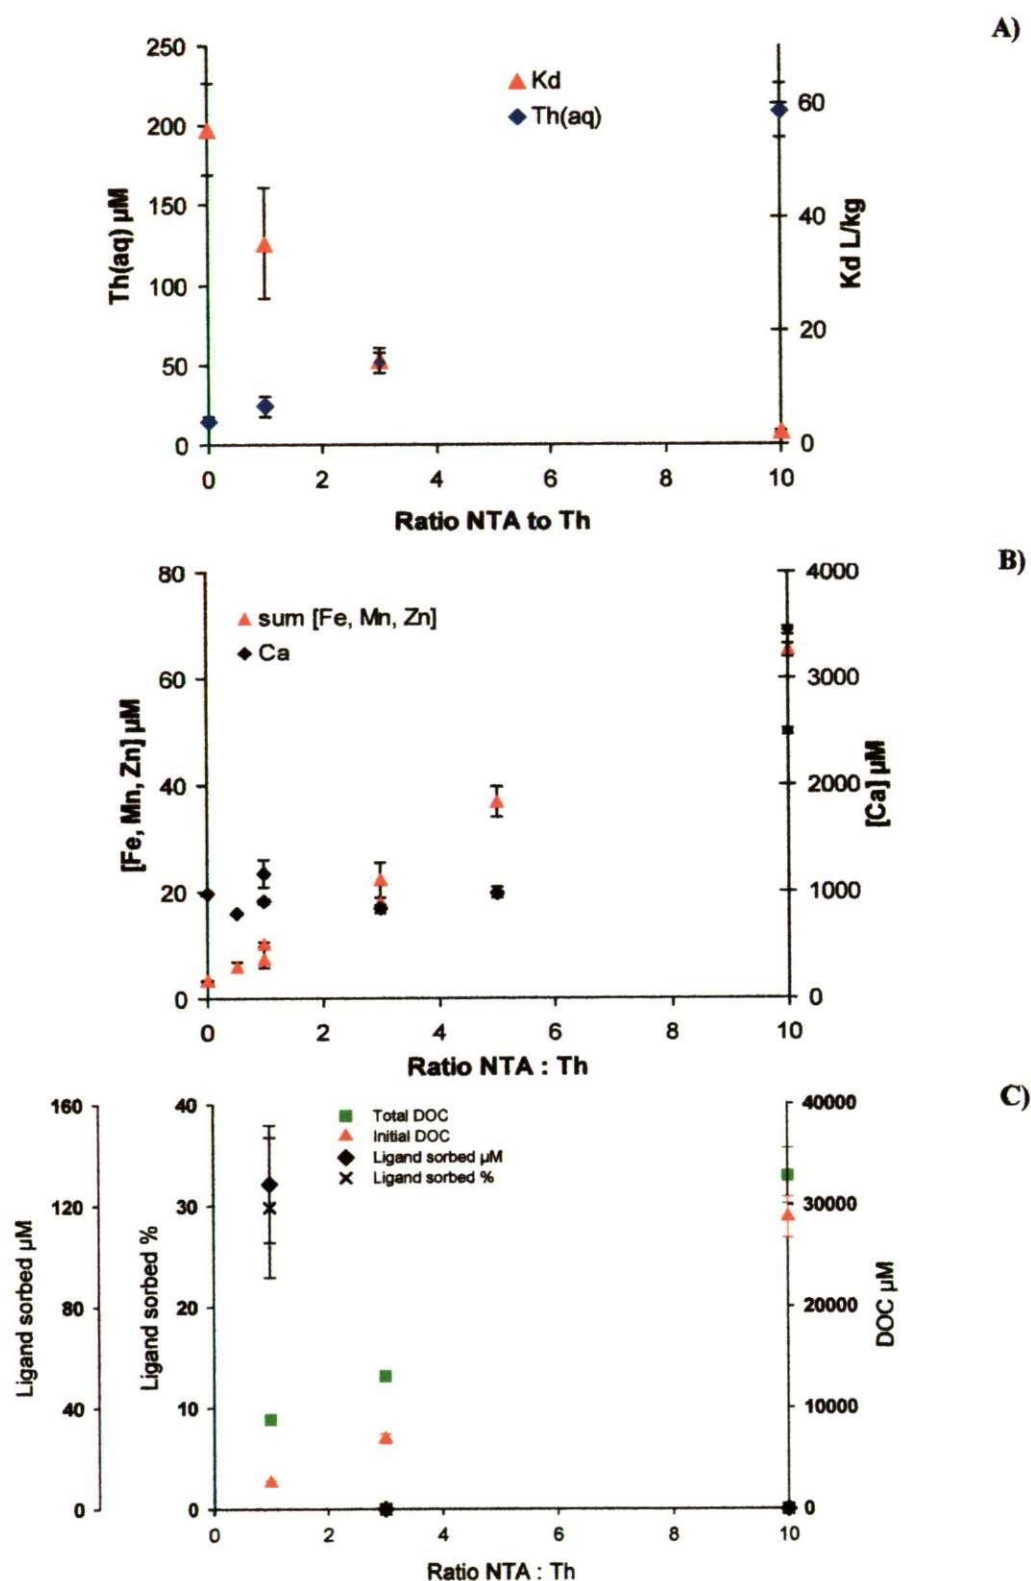 A)
250
200
150
100
50
0
Th(aq) µM
Kd
Th(aq)
60
40
20
0
Kd L/kg
0 2 4 6 8 10
Ratio NTA to Th
B)
80
60
40
20
0
[Fe, Mn, Zn] µM
sum [Fe, Mn, Zn]
Ca
4000
3000
2000
1000
0
[Ca] µM
0 2 4 6 8 10
Ratio NTA : Th
C)
160
120
80
40
0
Ligand sorbed µM
40
30
20
10
0
Ligand sorbed %
Total DOC
Initial DOC
Ligand sorbed µM
Ligand sorbed %
40000
30000
20000
10000
0
DOC µM
0 2 4 6 8 10
Ratio NTA : Th